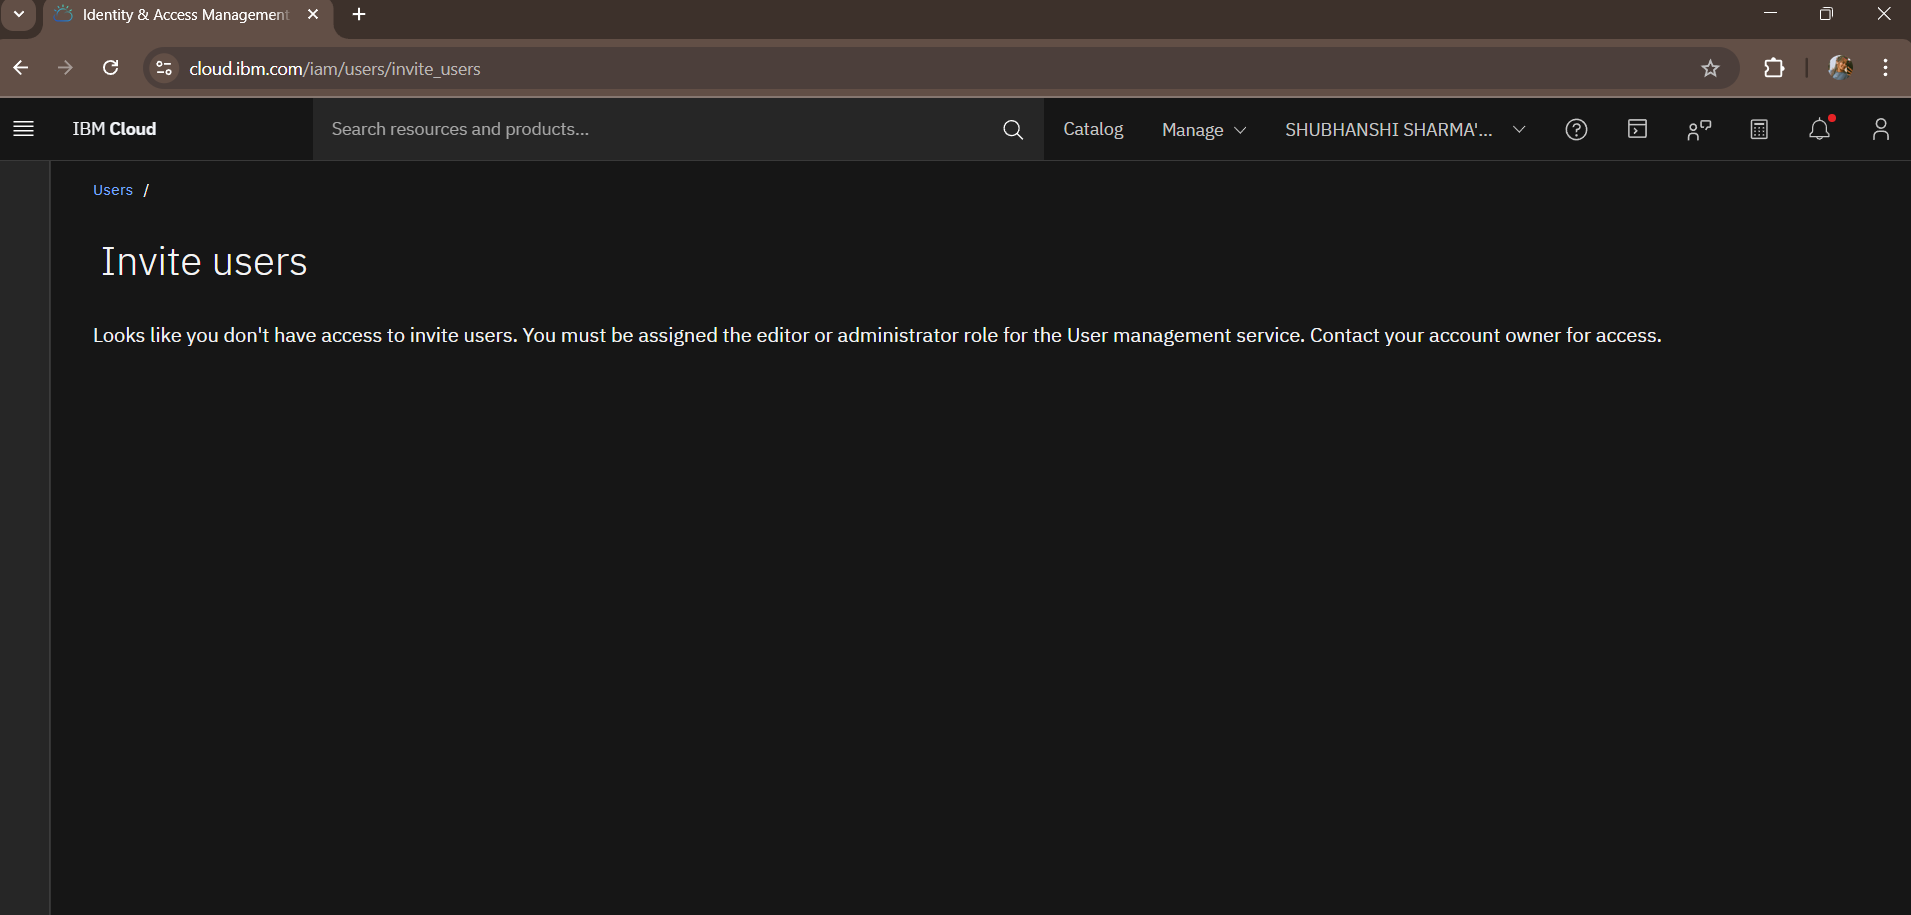 Identity & Access Management
cloud.ibm.com/iam/users/invite_users
IBM Cloud
Search resources and products...
Catalog
Manage
SHUBHANSHI SHARMA'...
Users /
Invite users
Looks like you don't have access to invite users. You must be assigned the editor or administrator role for the User management service. Contact your account owner for access.